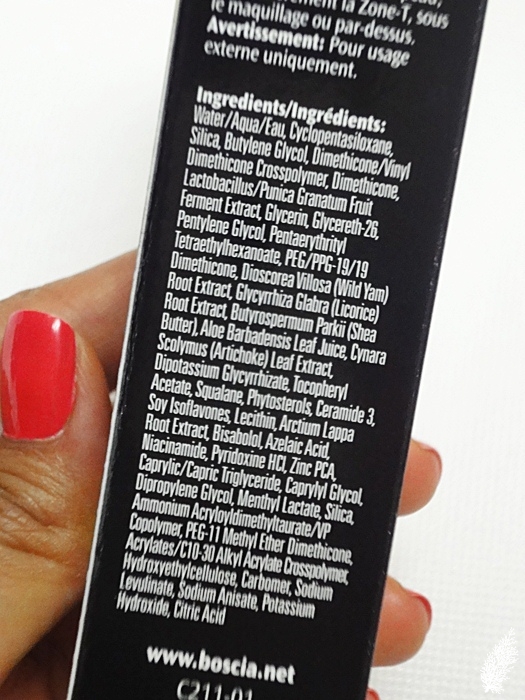 la Zone-T, sous
le maquillage ou par-dessus.
Avertissement: Pour usage
externe uniquement.
Ingredients/Ingrédients:
Water/Aqua/Eau, Cyclopentasiloxane,
Silica, Butylene Glycol, Dimethicone/Vinyl
Dimethicone Crosspolymer, Dimethicone,
Lactobacillus/Punica Granatum Fruit
Ferment Extract, Glycerin, Glycereth-26,
Pentylene Glycol, Pentaerythrityl
Tetraethylhexanoate, PEG/PPG-19/19
Dimethicone, Dioscorea Villosa (Wild Yam)
Root Extract, Glycyrrhiza Glabra (Licorice)
Root Extract, Butyrospermum Parkii (Shea
Butter), Aloe Barbadensis Leaf Juice, Cynara
Scolymus (Artichoke) Leaf Extract,
Dipotassium Glycyrrhizate, Tocopheryl
Acetate, Squalane, Phytosterols, Ceramide 3,
Soy Isoflavones, Lecithin, Arctium Lappa
Root Extract, Bisabolol, Azelaic Acid,
Niacinamide, Pyridoxine HCl, Zinc PCA,
Caprylic/Capric Triglyceride, Caprylyl Glycol,
Dipropylene Glycol, Menthyl Lactate, Silica,
Ammonium Acryloyldimethyltaurate/VP
Copolymer, PEG-11 Methyl Ether Dimethicone,
Acrylates/C10-30 Alkyl Acrylate Crosspolymer,
Hydroxyethylcellulose, Carbomer, Sodium
Levulinate, Sodium Anisate, Potassium
Hydroxide, Citric Acid
www.boscia.net
C211-01